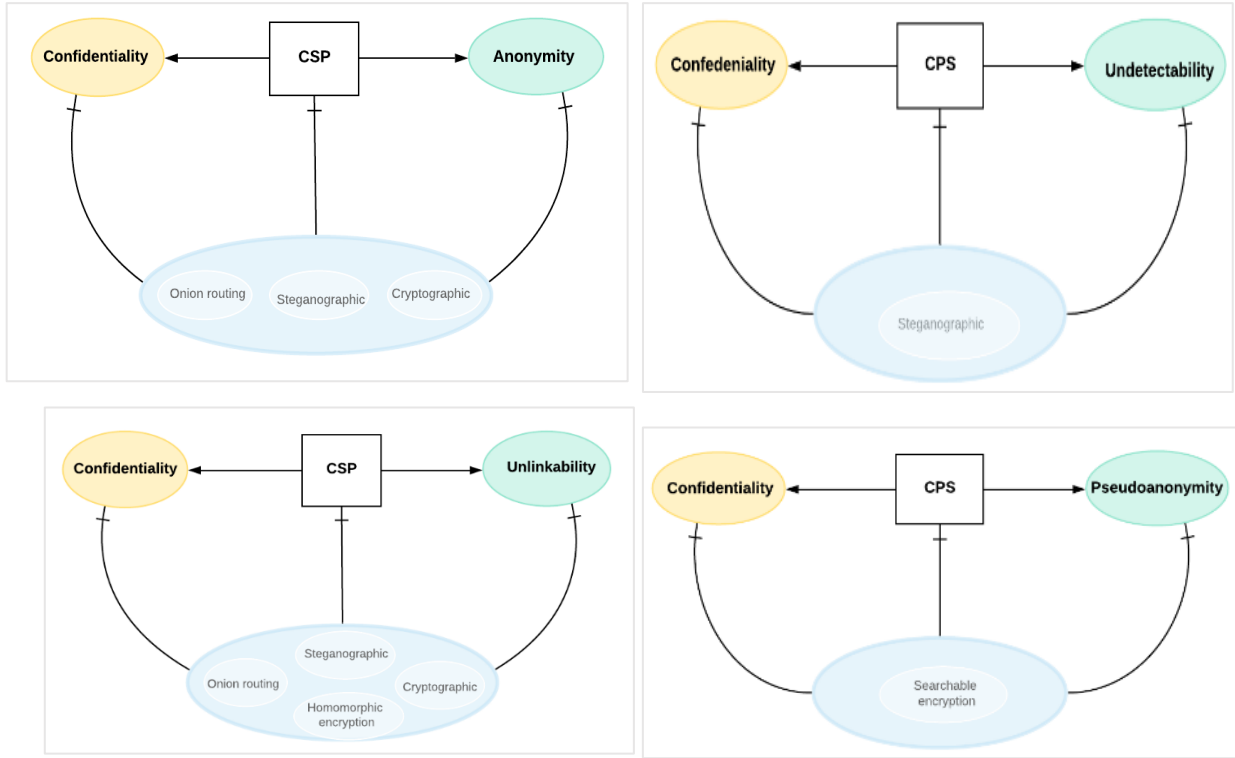 Confidentiality
CSP
Anonymity
Onion routing
Steganographic
Cryptographic
Confedeniality
CPS
Undetectability
Steganographic
Confidentiality
CSP
Unlinkability
Steganographic
Onion routing
Cryptographic
Homomorphic
encryption
Confidentiality
CPS
Pseudoanonymity
Searchable
encryption